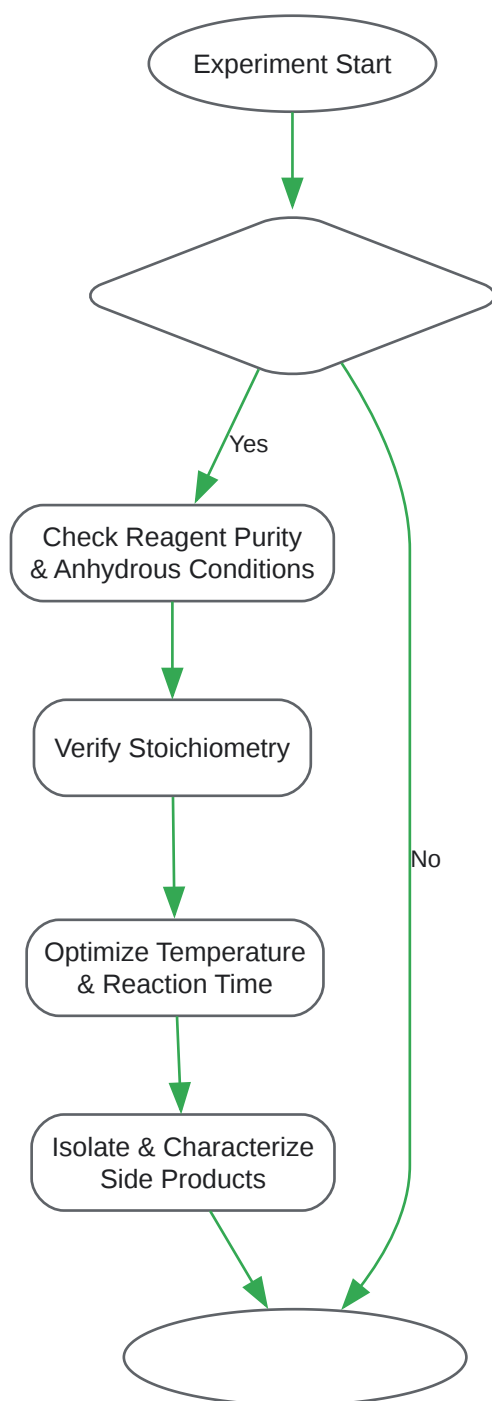 Experiment Start
Yes
Check Reagent Purity
& Anhydrous Conditions
Verify Stoichiometry
No
Optimize Temperature
& Reaction Time
Isolate & Characterize
Side Products